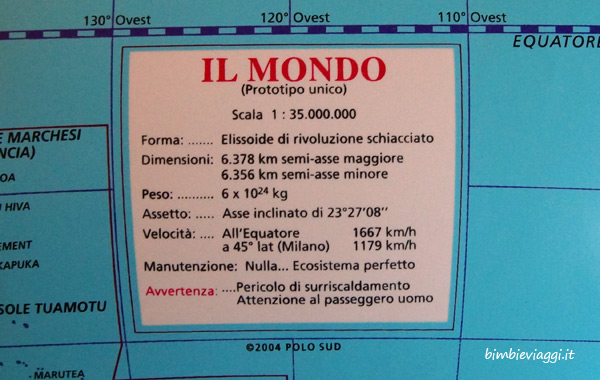 130° Ovest 120° Ovest 110° Ovest
EQUATORE
IL MONDO
(Prototipo unico)
Scala 1 : 35.000.000
Forma: ....... Elissoide di rivoluzione schiacciato
Dimensioni: 6.378 km semi-asse maggiore
6.356 km semi-asse minore
Peso: .......... 6 x 10²⁴ kg
Assetto: ..... Asse inclinato di 23°27'08''
Velocità: .... All'Equatore 1667 km/h
a 45° lat (Milano) 1179 km/h
Manutenzione: Nulla... Ecosistema perfetto
Avvertenza: ....Pericolo di surriscaldamento
Attenzione al passeggero uomo
E MARCHESI
NCIA)
OA
HIVA
EMENT
KAPUKA
SOLE TUAMOTU
MARUTEA
©2004 POLO SUD
bimbieviaggi.it